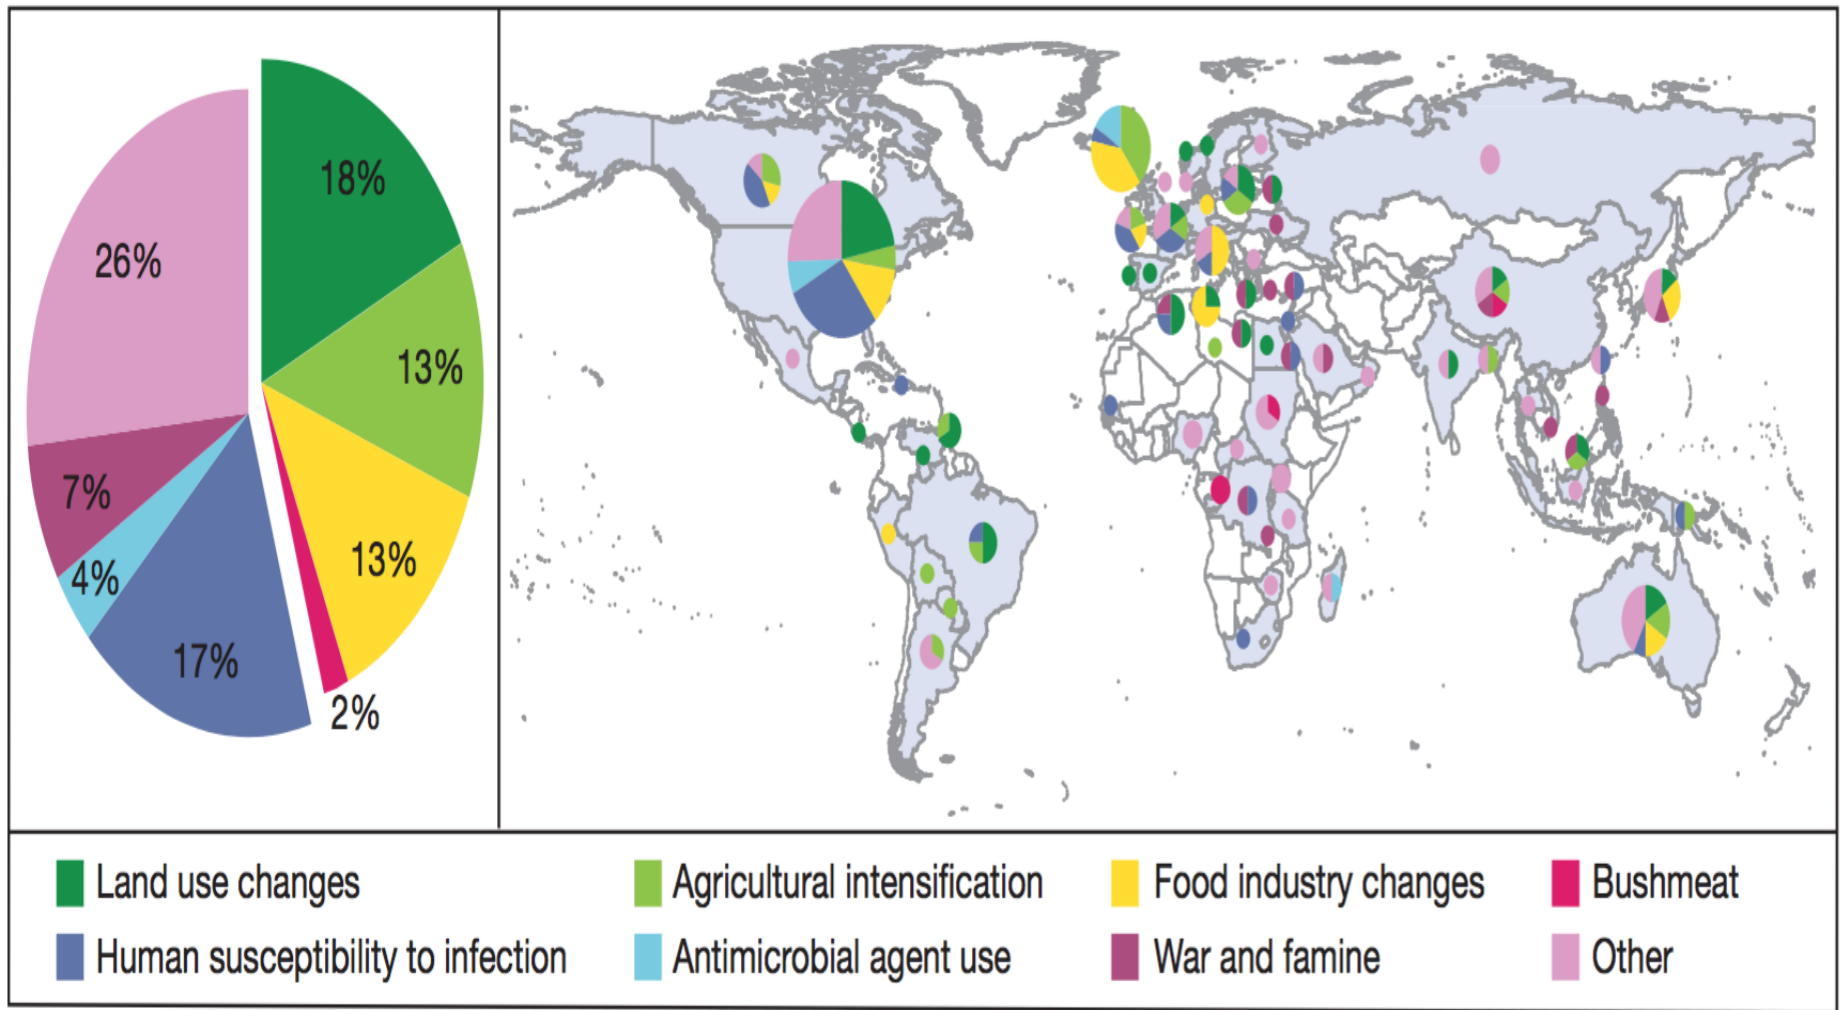 18%
26%
13%
7%
4%
13%
17%
2%
Land use changes
Agricultural intensification
Food industry changes
Bushmeat
Human susceptibility to infection
Antimicrobial agent use
War and famine
Other